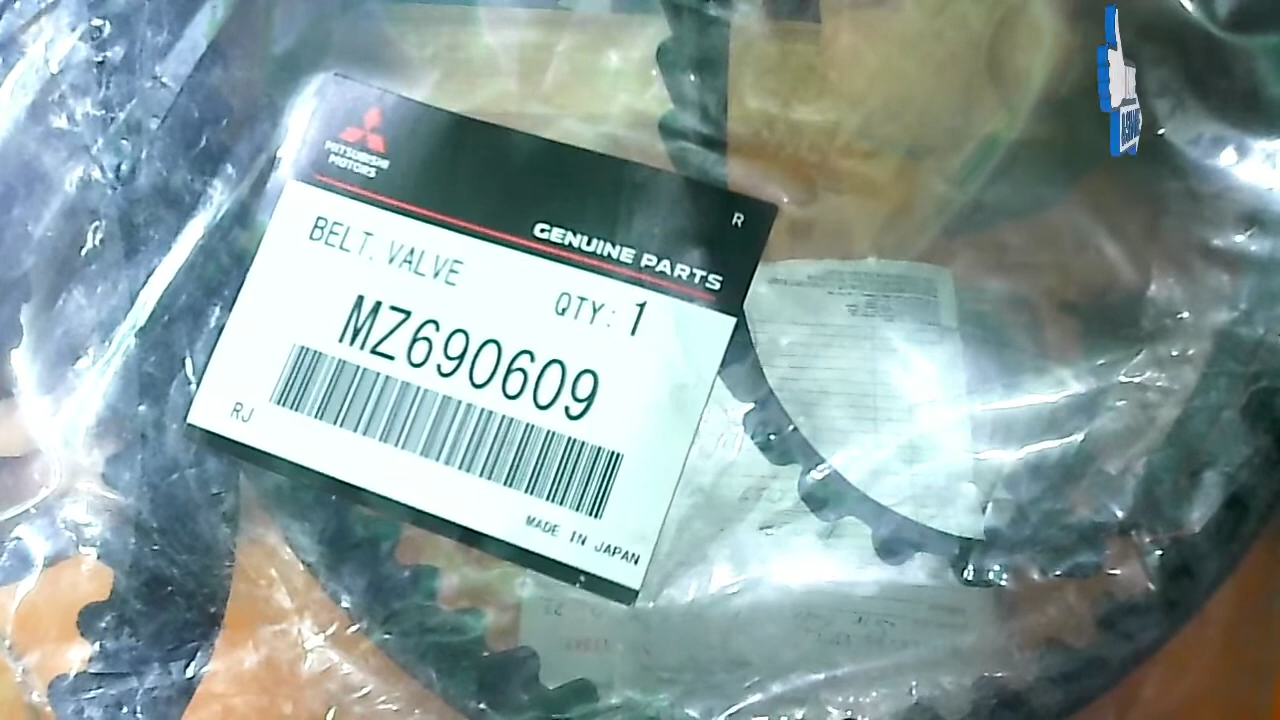 MITSUBISHI
MOTORS
R
GENUINE PARTS
BELT. VALVE
QTY: 1
MZ690609
RJ
MADE IN JAPAN